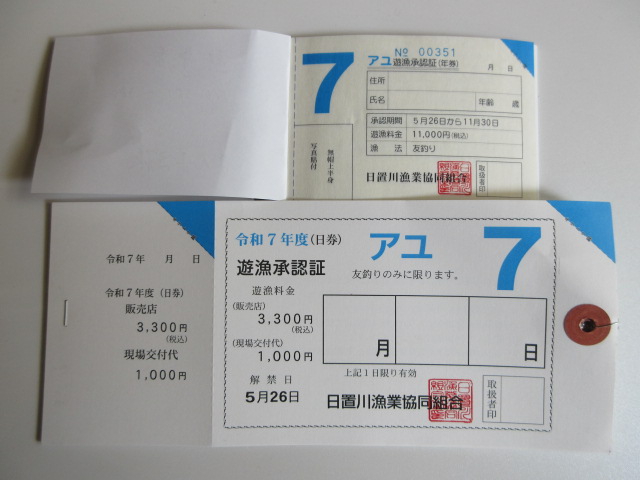 7
アユ
№ 00351
遊漁承認証(年券)
月 日
住所
氏名 年齢 歳
承認期間 5月26日から11月30日
遊漁料金 11,000円(税込)
漁法 友釣り
日置川漁業協同組合
取扱者印
無帽上半身
写真貼付
令和7年 月 日
令和7年度(日券)
販売店
3,300円
(税込)
現場交付代
1,000円
令和7年度(日券)
アユ
7
遊漁承認証
友釣りのみに限ります。
遊漁料金
(販売店)
3,300円
(税込)
(現場交付代)
1,000円
月 日
上記1日限り有効
解禁日
5月26日
日置川漁業協同組合
取扱者印